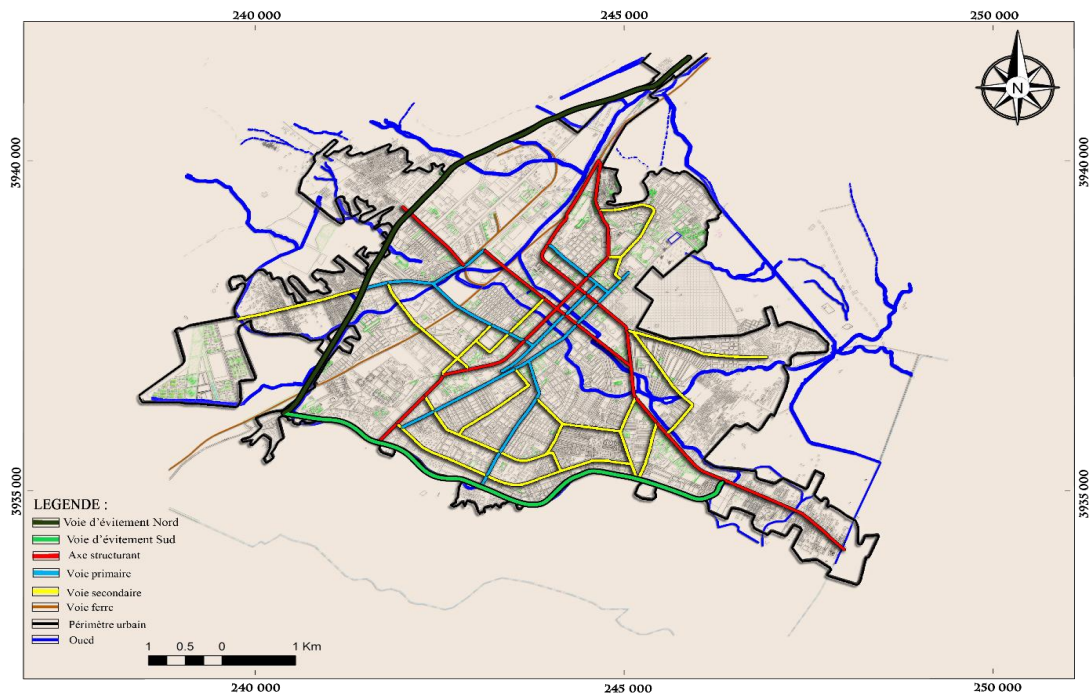 240 000 245 000 250 000
N
3940 000 3940 000
3935 000 3935 000
LEGENDE :
Voie d'évitement Nord
Voie d'évitement Sud
Axe structurant
Voie primaire
Voie secondaire
Voie ferre
Périmètre urbain
Oued
1 0.5 0 1 Km
240 000 245 000 250 000